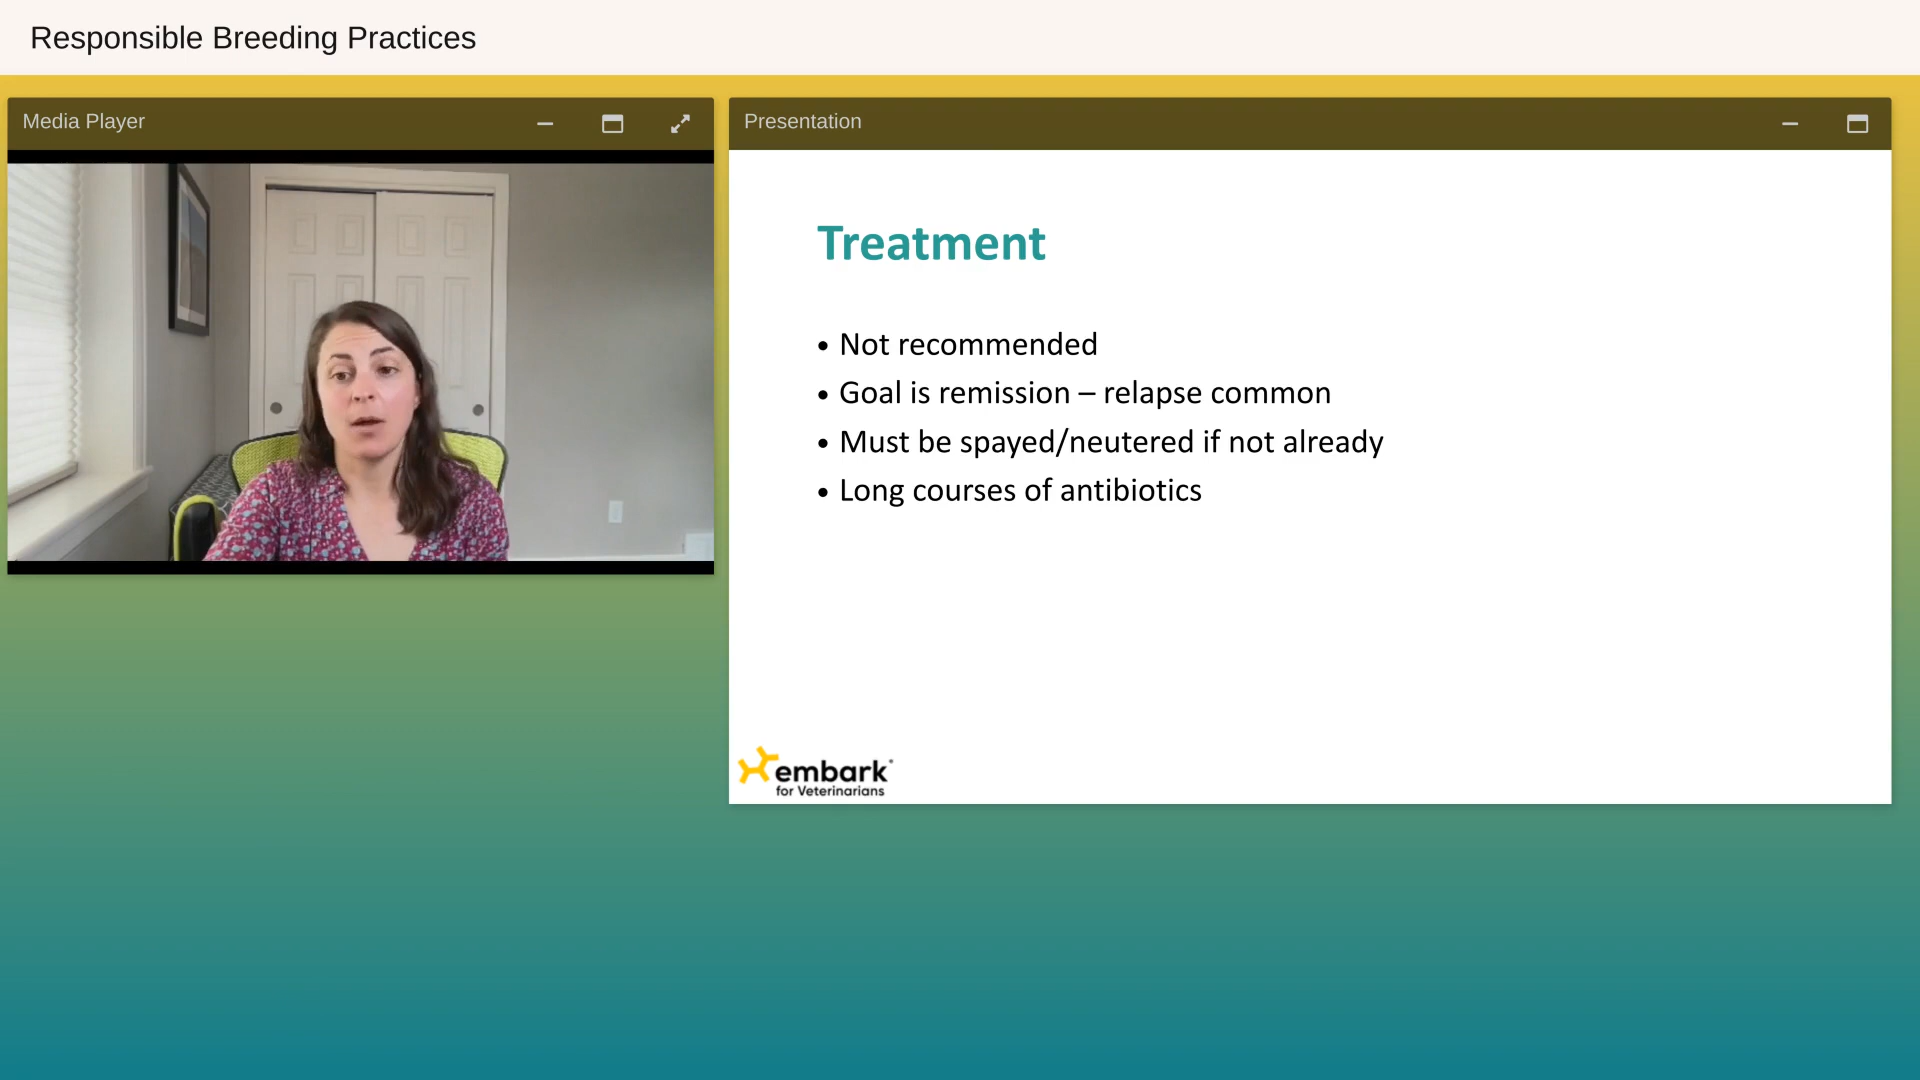 Responsible Breeding Practices
Media Player
Presentation
Treatment
• Not recommended
• Goal is remission – relapse common
• Must be spayed/neutered if not already
• Long courses of antibiotics
embark
for Veterinarians